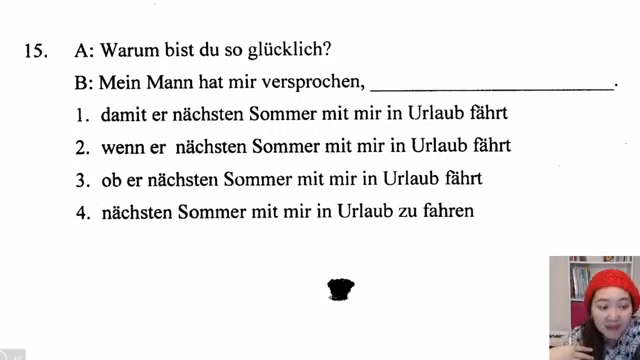 15. A: Warum bist du so glücklich?
B: Mein Mann hat mir versprochen, ______________________.
1. damit er nächsten Sommer mit mir in Urlaub fährt
2. wenn er nächsten Sommer mit mir in Urlaub fährt
3. ob er nächsten Sommer mit mir in Urlaub fährt
4. nächsten Sommer mit mir in Urlaub zu fahren